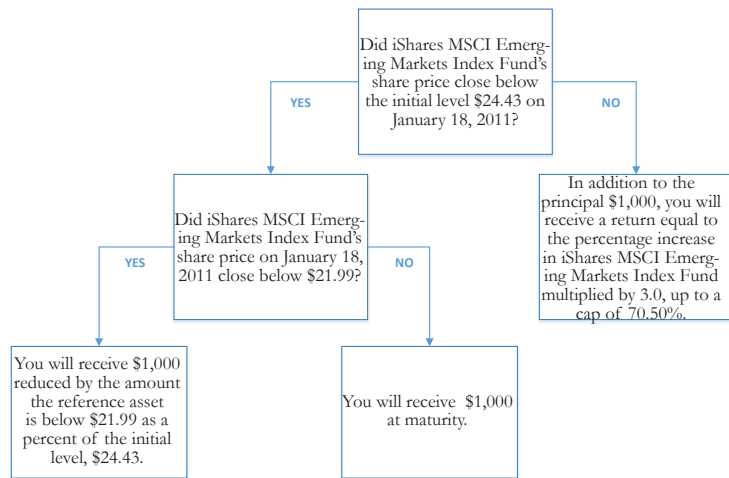 Did iShares MSCI Emerg-
ing Markets Index Fund's
share price close below
the initial level $24.43 on
January 18, 2011?
YES
NO
Did iShares MSCI Emerg-
ing Markets Index Fund's
share price on January 18,
2011 close below $21.99?
In addition to the
principal $1,000, you will
receive a return equal to
the percentage increase
in iShares MSCI Emerg-
ing Markets Index Fund
multiplied by 3.0, up to a
cap of 70.50%.
YES
NO
You will receive $1,000
reduced by the amount
the reference asset
is below $21.99 as a
percent of the initial
level, $24.43.
You will receive $1,000
at maturity.